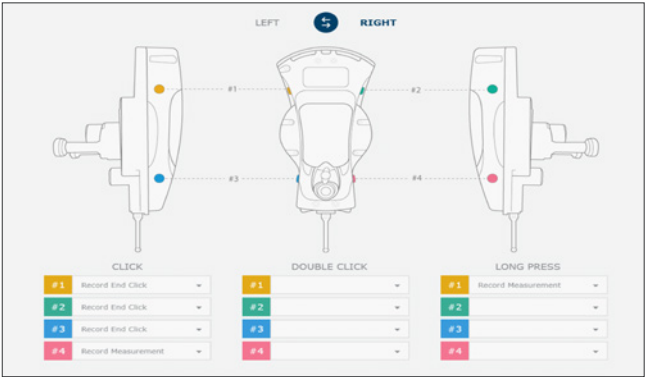 LEFT RIGHT
#1 #2
#3 #4
CLICK DOUBLE CLICK LONG PRESS
#1 Record End Click #1 #1 Record Measurement
#2 Record End Click #2 #2
#3 Record End Click #3 #3
#4 Record Measurement #4 #4